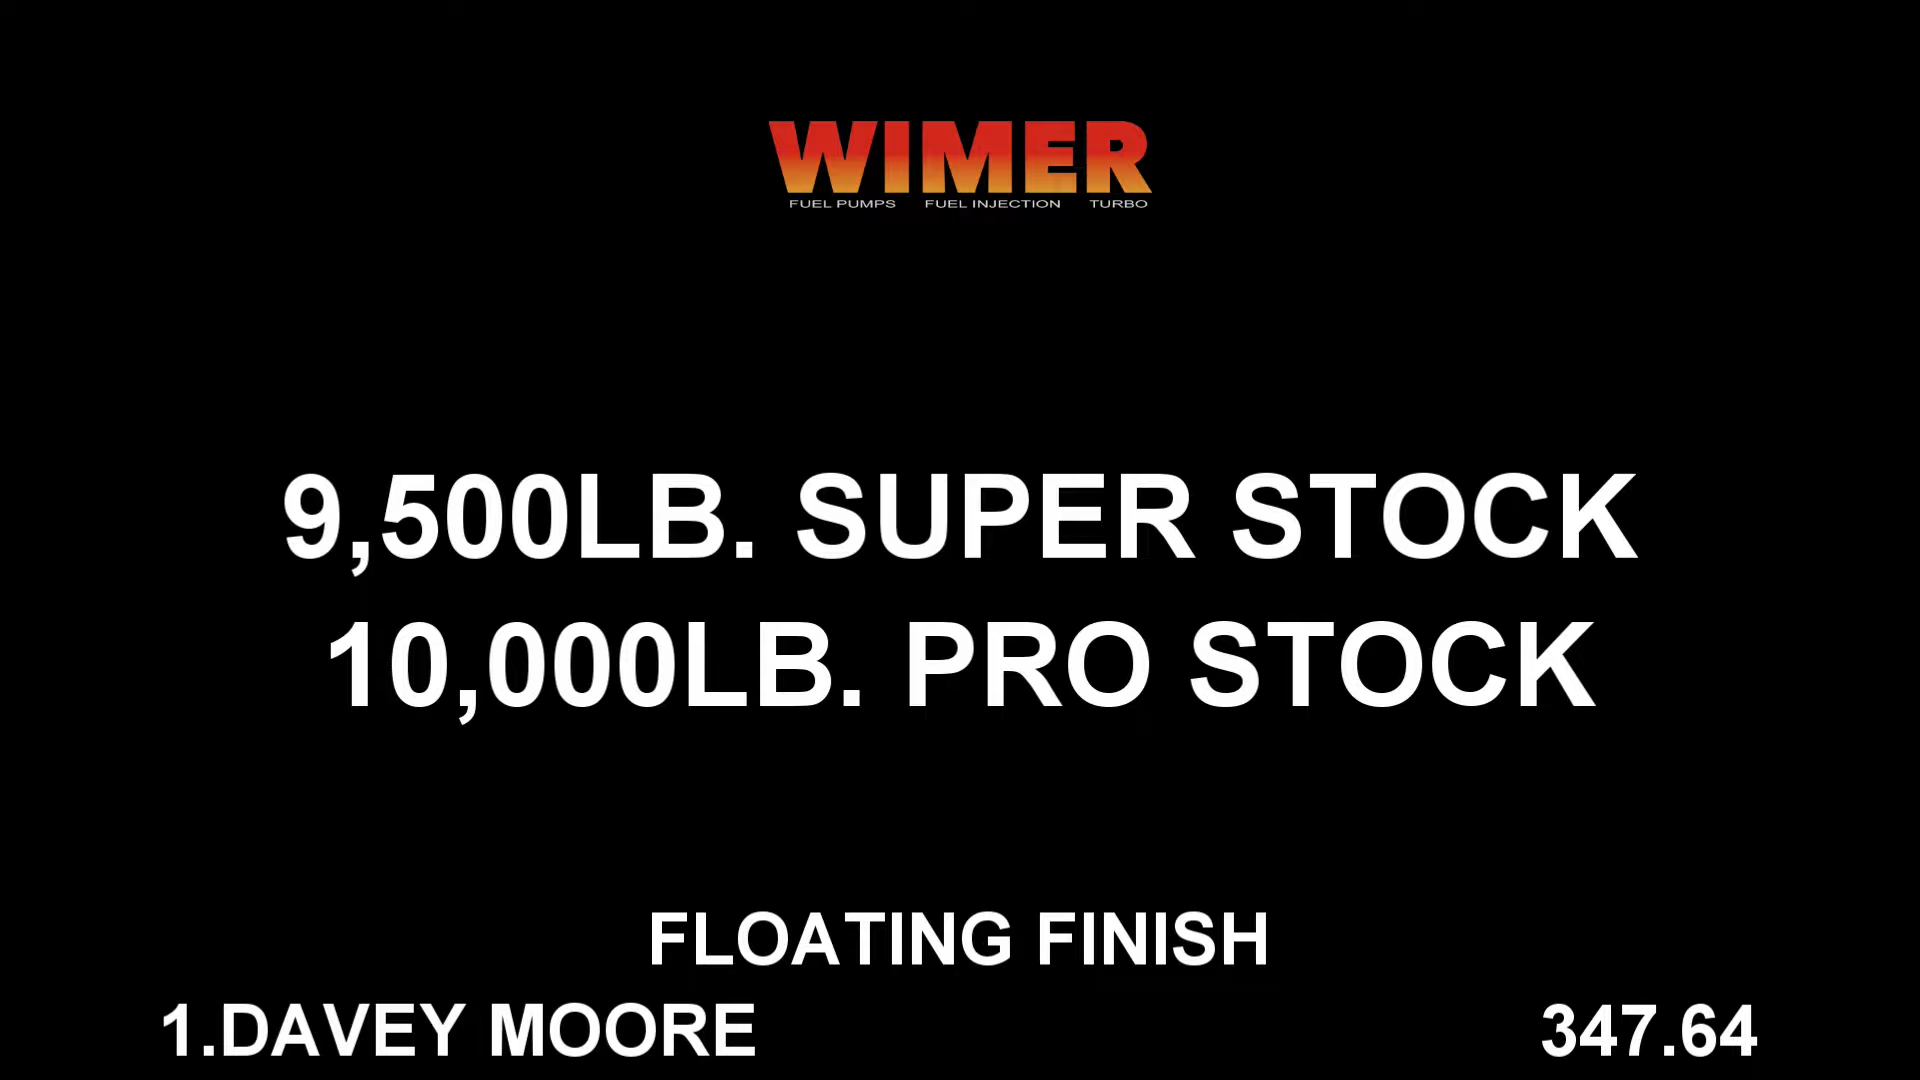 WIMER
FUEL PUMPS FUEL INJECTION TURBO
9,500LB. SUPER STOCK
10,000LB. PRO STOCK
FLOATING FINISH
1.DAVEY MOORE 347.64